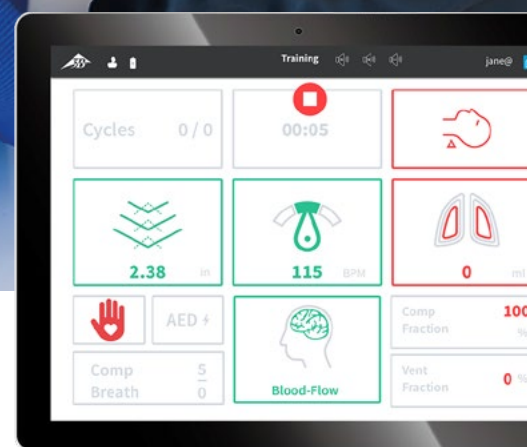 Training
jane@
Cycles 0 / 0
00:05
2.38 in
115 BPM
0 ml
AED
Comp
Fraction
100
%
Comp
Breath
5
0
Blood-Flow
Vent
Fraction
0 %